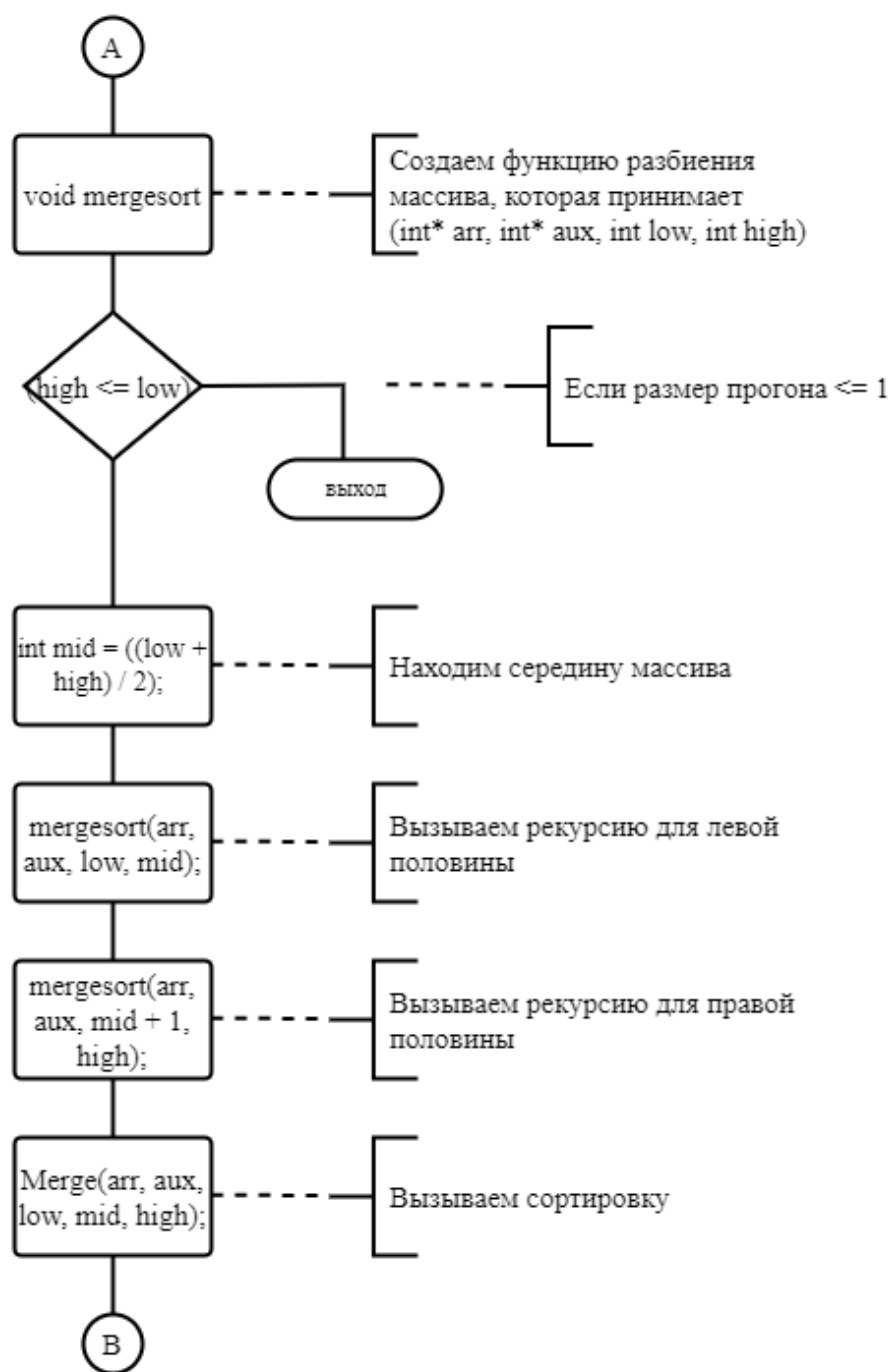 A
void mergesort
Создаем функцию разбиения
массива, которая принимает
(int* arr, int* aux, int low, int high)
(high <= low)
Если размер прогона <= 1
выход
int mid = ((low +
high) / 2);
Находим середину массива
mergesort(arr,
aux, low, mid);
Вызываем рекурсию для левой
половины
mergesort(arr,
aux, mid + 1,
high);
Вызываем рекурсию для правой
половины
Merge(arr, aux,
low, mid, high);
Вызываем сортировку
B